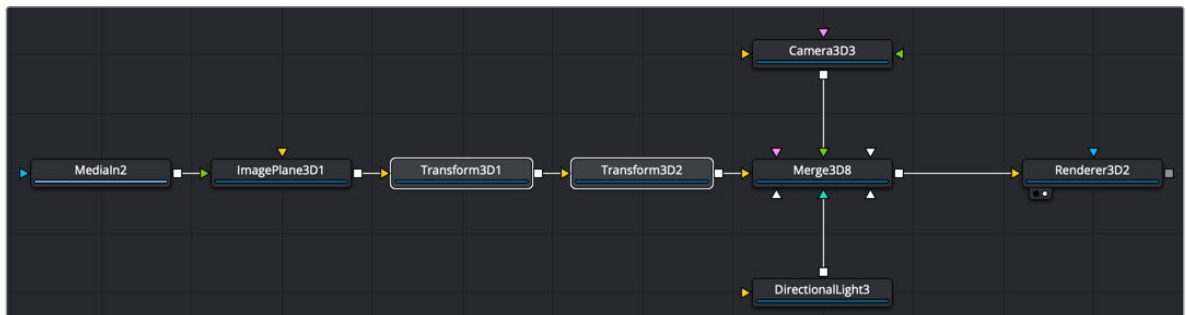 Camera3D3
MediaIn2
ImagePlane3D1
Transform3D1
Transform3D2
Merge3D8
Renderer3D2
DirectionalLight3